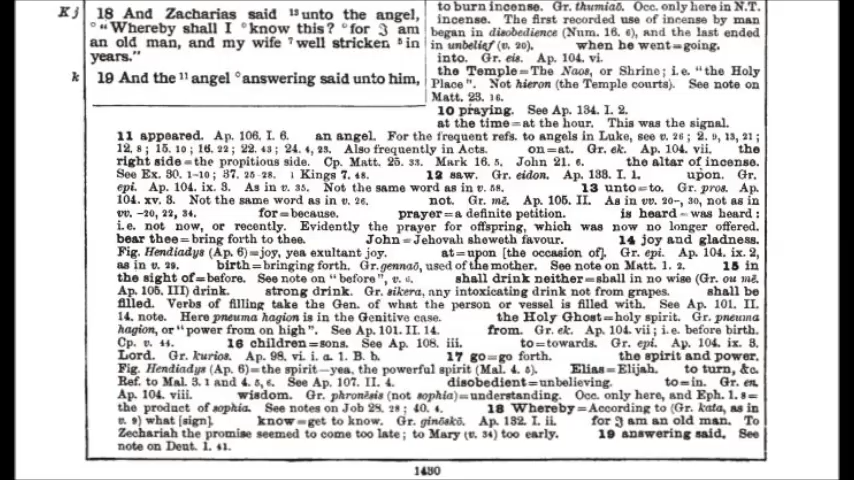 K j
18 And Zacharias said ¹³unto the angel,
°"Whereby shall I °know this? °for ℨ am
an old man, and my wife ⁷well stricken ⁵in
years."
k
19 And the ¹¹angel °answering said unto him,
to burn incense. Gr. thumiaō. Occ. only here in N.T.
incense. The first recorded use of incense by man
began in disobedience (Num. 16. 6), and the last ended
in unbelief (v. 20). when he went=going.
into. Gr. eis. Ap. 104. vi.
the Temple=The Naos, or Shrine; i.e. "the Holy
Place". Not hieron (the Temple courts). See note on
Matt. 23. 16.
10 praying. See Ap. 134. I. 2.
at the time=at the hour. This was the signal.
11 appeared. Ap. 106. I. 6. an angel. For the frequent refs. to angels in Luke, see v. 26; 2. 9, 13, 21;
12. 8; 15. 10; 16. 22; 22. 43; 24. 4, 23. Also frequently in Acts. on=at. Gr. ek. Ap. 104. vii. the
right side=the propitious side. Cp. Matt. 25. 33. Mark 16. 5. John 21. 6. the altar of incense.
See Ex. 30. 1-10; 37. 25-28. 1 Kings 7. 48. 12 saw. Gr. eidon. Ap. 133. I. 1. upon. Gr.
epi. Ap. 104. ix. 3. As in v. 35. Not the same word as in v. 58. 13 unto=to. Gr. pros. Ap.
104. xv. 3. Not the same word as in v. 26. not. Gr. mē. Ap. 105. II. As in vv. 20-, 30, not as in
vv. -20, 22, 34. for=because. prayer=a definite petition. is heard=was heard:
i.e. not now, or recently. Evidently the prayer for offspring, which was now no longer offered.
bear thee=bring forth to thee. John=Jehovah sheweth favour. 14 joy and gladness.
Fig. Hendiadys (Ap. 6)=joy, yea exultant joy. at=upon [the occasion of]. Gr. epi. Ap. 104. ix. 2,
as in v. 29. birth=bringing forth. Gr. gennaō, used of the mother. See note on Matt. 1. 2. 15 in
the sight of=before. See note on "before", v. 6. shall drink neither=shall in no wise (Gr. ou mē.
Ap. 105. III) drink. strong drink. Gr. sikera, any intoxicating drink not from grapes. shall be
filled. Verbs of filling take the Gen. of what the person or vessel is filled with. See Ap. 101. II.
14. note. Here pneuma hagion is in the Genitive case. the Holy Ghost=holy spirit. Gr. pneuma
hagion, or "power from on high". See Ap. 101. II. 14. from. Gr. ek. Ap. 104. vii; i.e. before birth.
Cp. v. 44. 16 children=sons. See Ap. 108. iii. to=towards. Gr. epi. Ap. 104. ix. 3.
Lord. Gr. kurios. Ap. 98. vi. i. a. 1. B. b. 17 go=go forth. the spirit and power.
Fig. Hendiadys (Ap. 6)=the spirit—yea, the powerful spirit (Mal. 4. 5). Elias=Elijah. to turn, &c.
Ref. to Mal. 3. 1 and 4. 5, 6. See Ap. 107. II. 4. disobedient=unbelieving. to=in. Gr. en.
Ap. 104. viii. wisdom. Gr. phronēsis (not sophia)=understanding. Occ. only here, and Eph. 1. 8=
the product of sophia. See notes on Job 28. 28; 40. 4. 18 Whereby=According to (Gr. kata, as in
v. 9) what [sign]. know=get to know. Gr. ginōskō. Ap. 132. I. ii. for ℨ am an old man. To
Zechariah the promise seemed to come too late; to Mary (v. 34) too early. 19 answering said. See
note on Deut. 1. 41.
1430